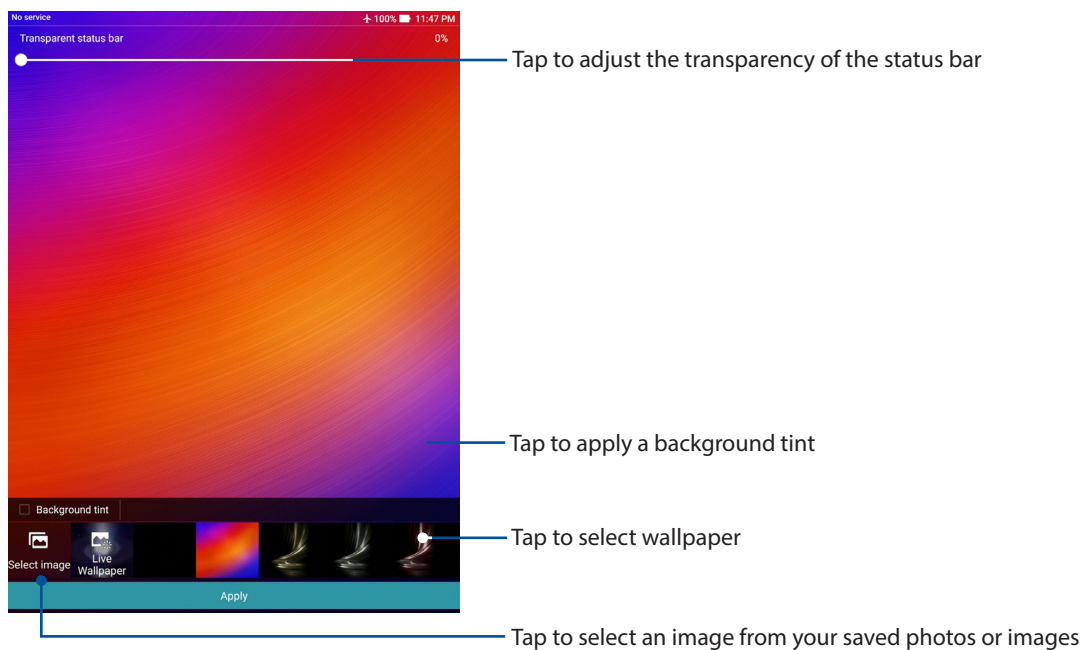 No service 100% 11:47 PM
Transparent status bar 0%
Tap to adjust the transparency of the status bar
Tap to apply a background tint
Background tint
Tap to select wallpaper
Select image
Live
Wallpaper
Apply
Tap to select an image from your saved photos or images